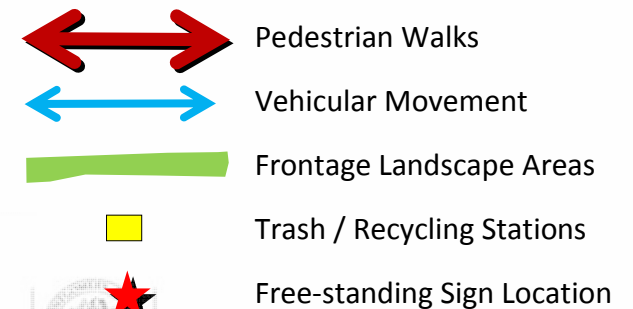 Pedestrian Walks
Vehicular Movement
Frontage Landscape Areas
Trash / Recycling Stations
Free-standing Sign Location